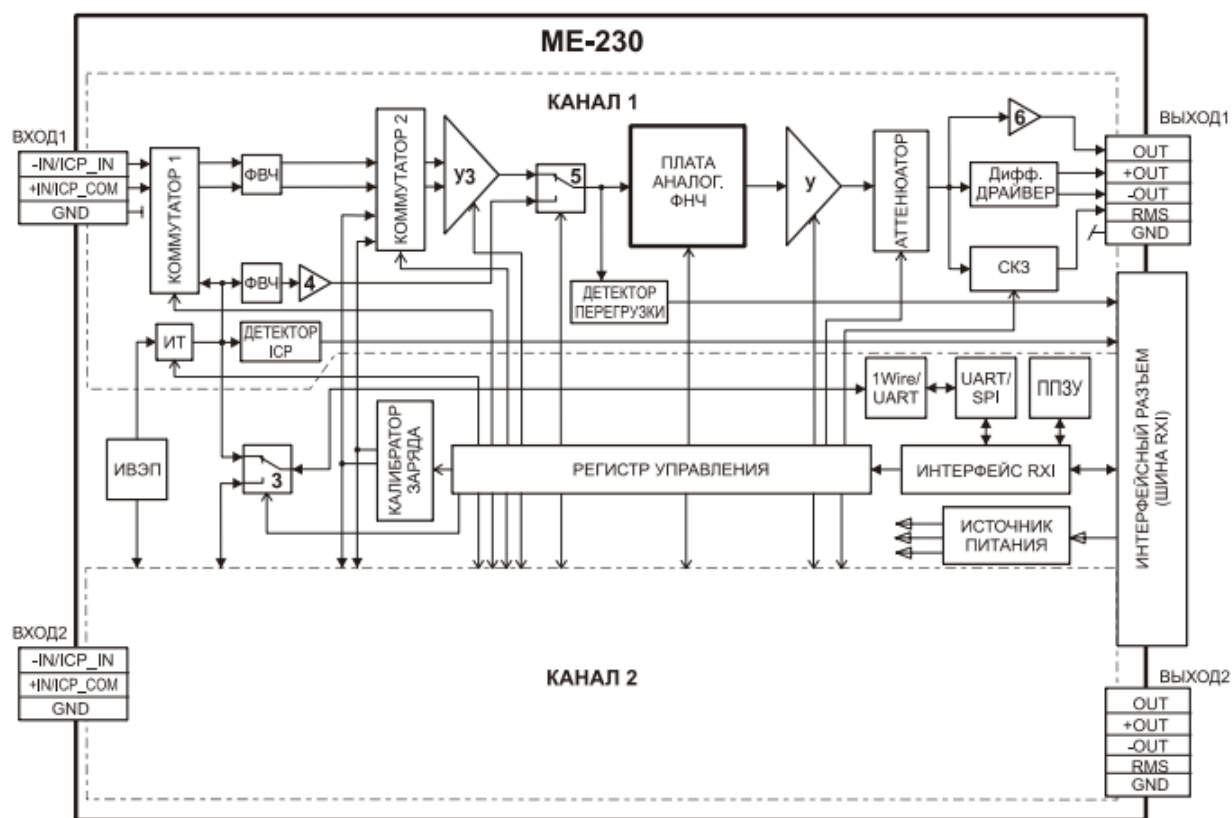 МЕ-230
КАНАЛ 1
ВХОД1
-IN/ICP_IN
+IN/ICP_COM
GND
КОММУТАТОР 1
ФВЧ
ФВЧ
4
КОММУТАТОР 2
УЗ
5
ПЛАТА
АНАЛОГ.
ФНЧ
У
АТТЕНЮАТОР
6
Дифф.
ДРАЙВЕР
СКЗ
ВЫХОД1
OUT
+OUT
-OUT
RMS
GND
ДЕТЕКТОР
ПЕРЕГРУЗКИ
ИТ
ДЕТЕКТОР
ICP
ИВЭП
3
КАЛИБРАТОР
ЗАРЯДА
РЕГИСТР УПРАВЛЕНИЯ
1Wire/
UART
UART/
SPI
ППЗУ
ИНТЕРФЕЙС RXI
ИСТОЧНИК
ПИТАНИЯ
ИНТЕРФЕЙСНЫЙ РАЗЪЕМ
(ШИНА RXI)
ВХОД2
-IN/ICP_IN
+IN/ICP_COM
GND
КАНАЛ 2
ВЫХОД2
OUT
+OUT
-OUT
RMS
GND